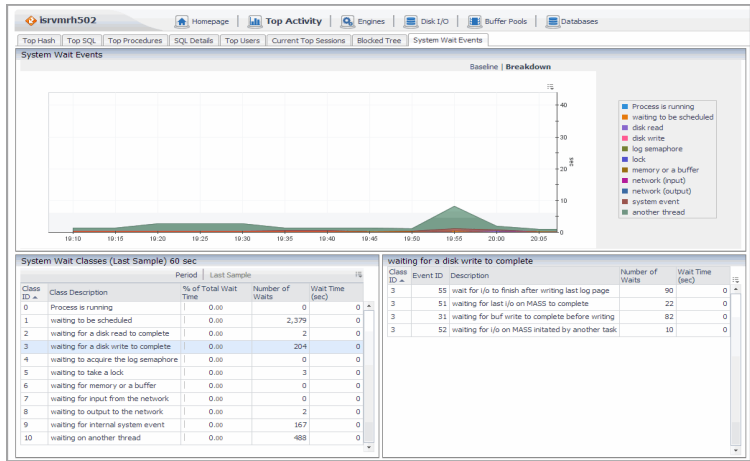 isrvmrh502 Homepage Top Activity Engines Disk I/O Buffer Pools Databases
Top Hash Top SQL Top Procedures SQL Details Top Users Current Top Sessions Blocked Tree System Wait Events
System Wait Events
Baseline | Breakdown
40
30
20
10
0
sec
19:10 19:15 19:20 19:25 19:30 19:35 19:40 19:45 19:50 19:55 20:00 20:05
Process is running
waiting to be scheduled
disk read
disk write
log semaphore
lock
memory or a buffer
network (input)
network (output)
system event
another thread
System Wait Classes (Last Sample) 60 sec
Period Last Sample
Class ID Class Description % of Total Wait Time Number of Waits Wait Time (sec)
0 Process is running 0.00 0 0
1 waiting to be scheduled 0.00 2,379 0
2 waiting for a disk read to complete 0.00 2 0
3 waiting for a disk write to complete 0.00 204 0
4 waiting to acquire the log semaphore 0.00 0 0
5 waiting to take a lock 0.00 3 0
6 waiting for memory or a buffer 0.00 0 0
7 waiting for input from the network 0.00 0 0
8 waiting to output to the network 0.00 2 0
9 waiting for internal system event 0.00 167 0
10 waiting on another thread 0.00 488 0
waiting for a disk write to complete
Class ID Event ID Description Number of Waits Wait Time (sec)
3 55 wait for i/o to finish after writing last log page 90 0
3 51 waiting for last i/o on MASS to complete 22 0
3 31 waiting for buf write to complete before writing 82 0
3 52 waiting for i/o on MASS initated by another task 10 0